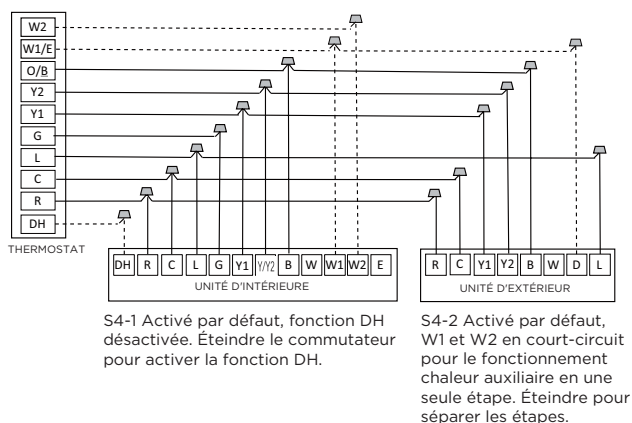 W2
W1/E
O/B
Y2
Y1
G
L
C
R
DH
THERMOSTAT
DH R C L G Y1 Y/Y2 B W W1 W2 E
UNITÉ D'INTÉRIEURE
R C Y1 Y2 B W D L
UNITÉ D'EXTÉRIEUR
S4-1 Activé par défaut, fonction DH
désactivée. Éteindre le commutateur
pour activer la fonction DH.
S4-2 Activé par défaut,
W1 et W2 en court-circuit
pour le fonctionnement
chaleur auxiliaire en une
seule étape. Éteindre pour
séparer les étapes.